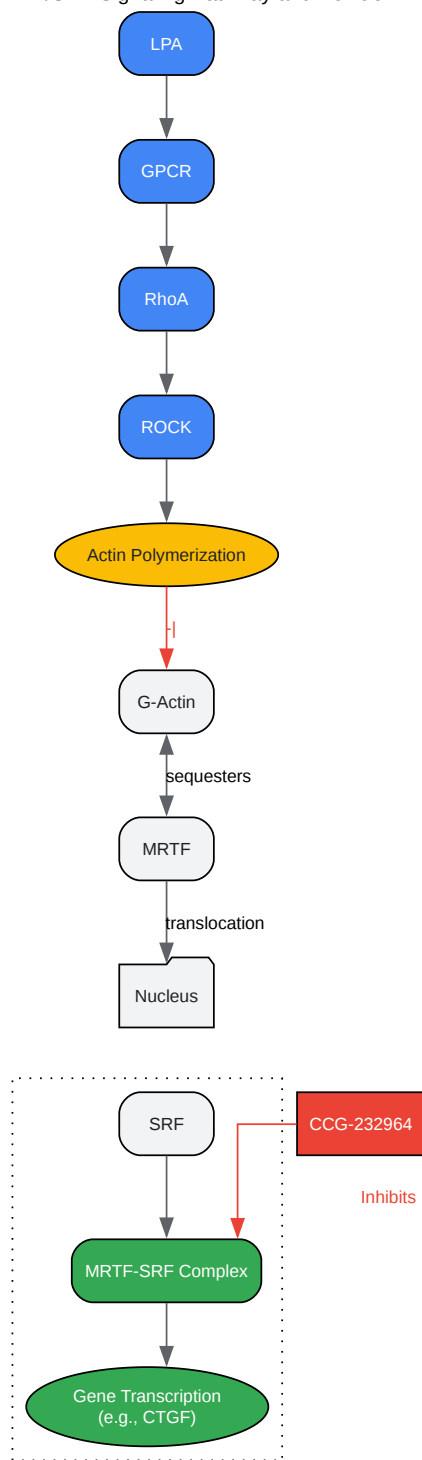 LPA
GPCR
RhoA
ROCK
Actin Polymerization
-|
G-Actin
sequesters
MRTF
translocation
Nucleus
SRF
CCG-232964
Inhibits
MRTF-SRF Complex
Gene Transcription
(e.g., CTGF)